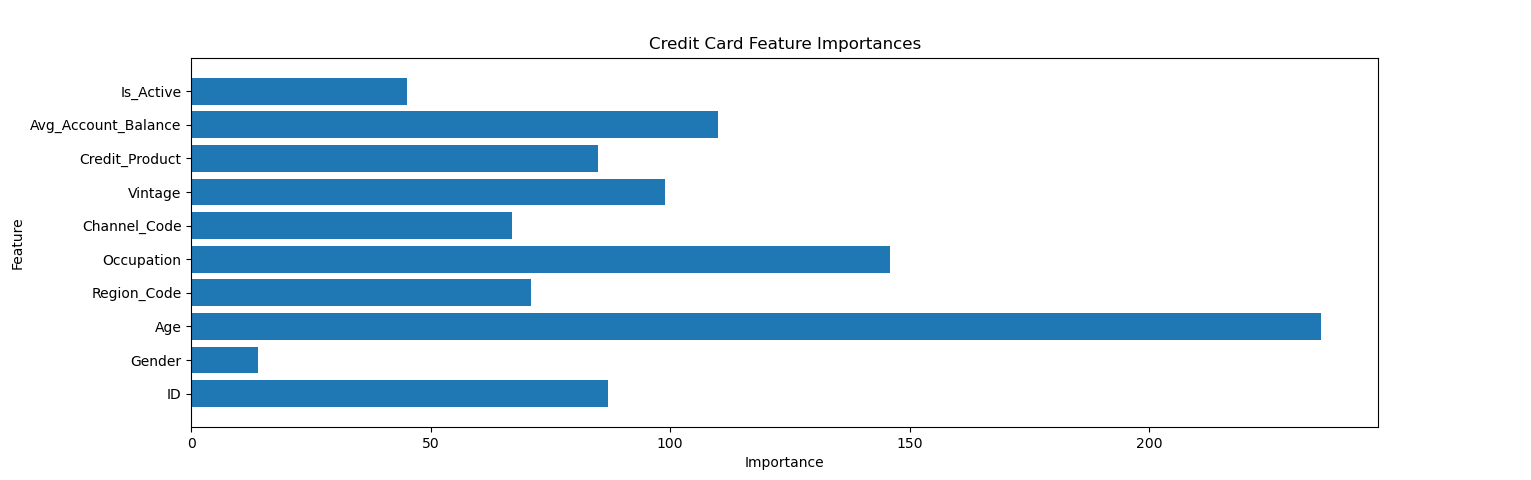 Credit Card Feature Importances
Feature
Is_Active
Avg_Account_Balance
Credit_Product
Vintage
Channel_Code
Occupation
Region_Code
Age
Gender
ID
0 50 100 150 200
Importance